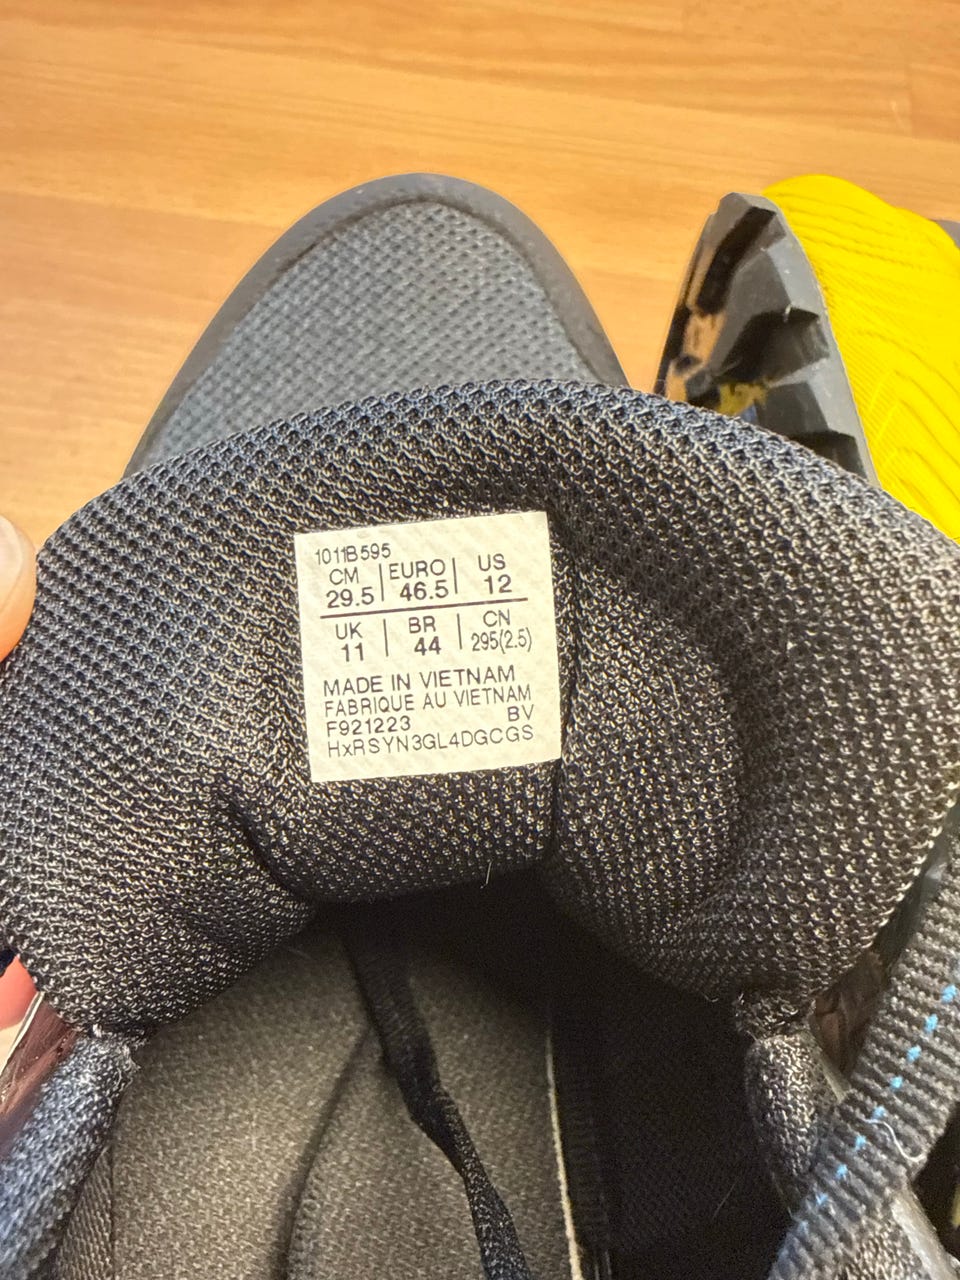 1011B595
CM | EURO | US
29.5 | 46.5 | 12
UK | BR | CN
11 | 44 | 295(2.5)
MADE IN VIETNAM
FABRIQUE AU VIETNAM
F921223 BV
HxRSYN3GL4DGCGS